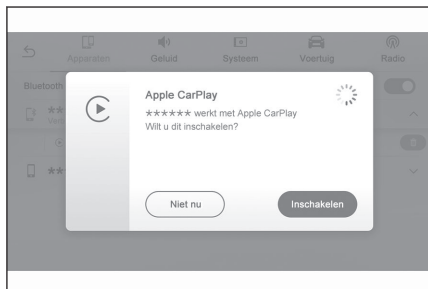 Apparaten Geluid Systeem Voertuig Radio
Bluetooth
Apple CarPlay
****** werkt met Apple CarPlay
Wilt u dit inschakelen?
**
**
Niet nu Inschakelen